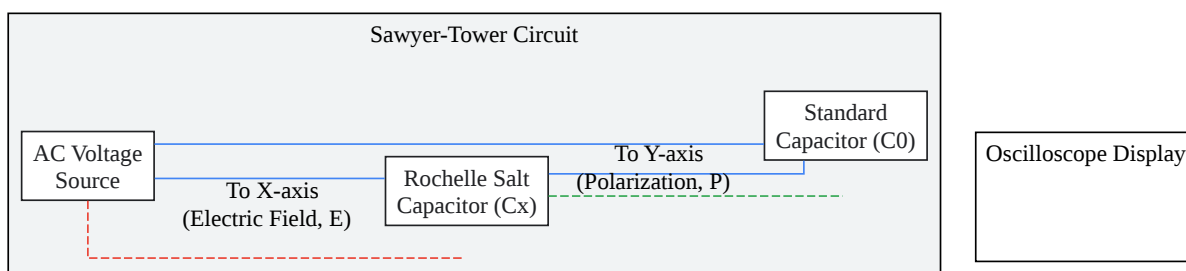 Sawyer-Tower Circuit
AC Voltage
Source
To X-axis
(Electric Field, E)
Rochelle Salt
Capacitor (Cx)
To Y-axis
(Polarization, P)
Standard
Capacitor (C0)
Oscilloscope Display